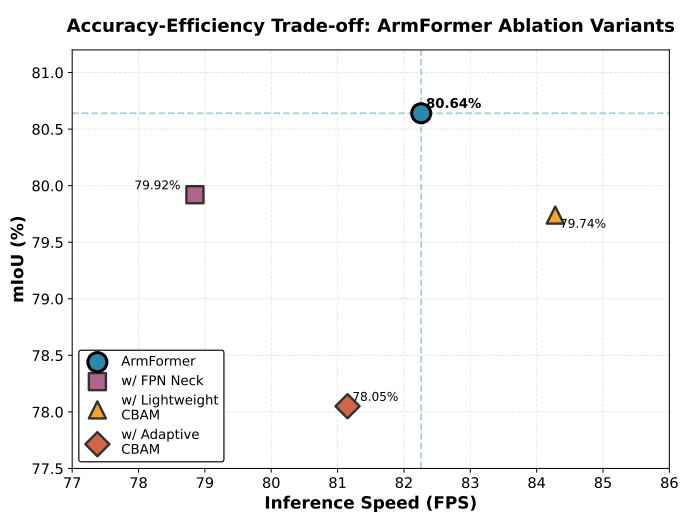 Accuracy-Efficiency Trade-off: ArmFormer Ablation Variants
81.0
80.5
80.0
79.5
79.0
78.5
78.0
77.5
mIoU (%)
80.64%
79.92%
79.74%
78.05%
ArmFormer
w/ FPN Neck
w/ Lightweight
CBAM
w/ Adaptive
CBAM
77 78 79 80 81 82 83 84 85 86
Inference Speed (FPS)